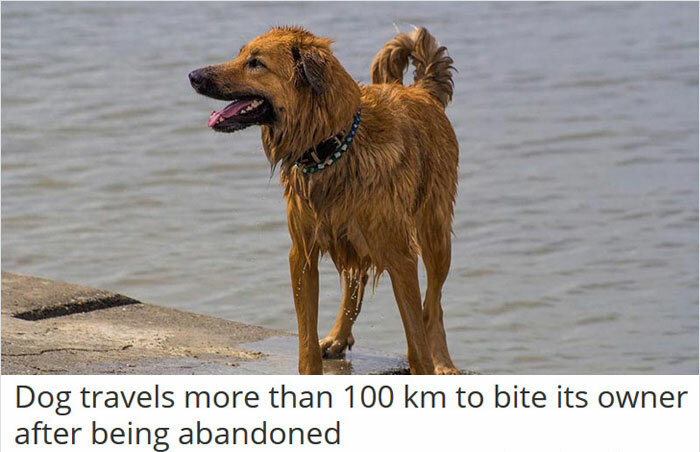 Dog travels more than 100 km to bite its owner
after being abandoned